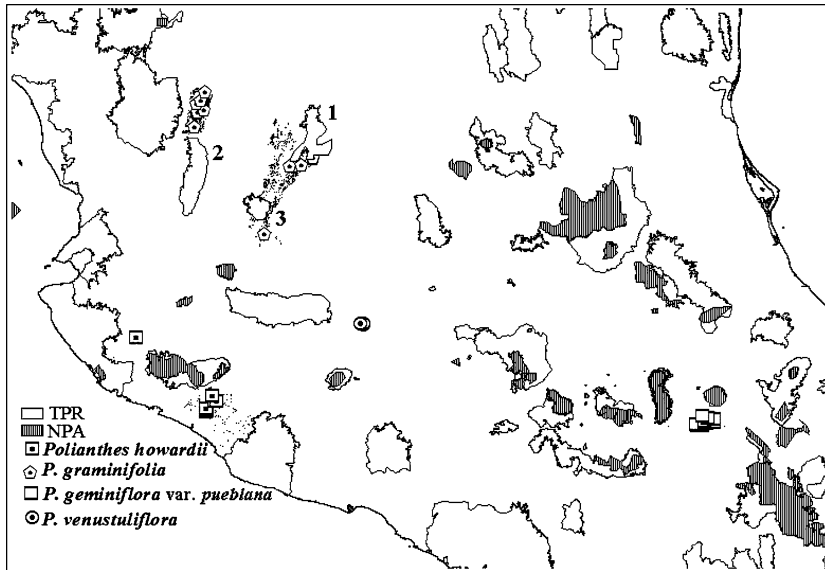 1
2
3
TPR
NPA
Polianthes howardii
P. graminifolia
P. geminiflora var. pueblana
P. venustuliflora